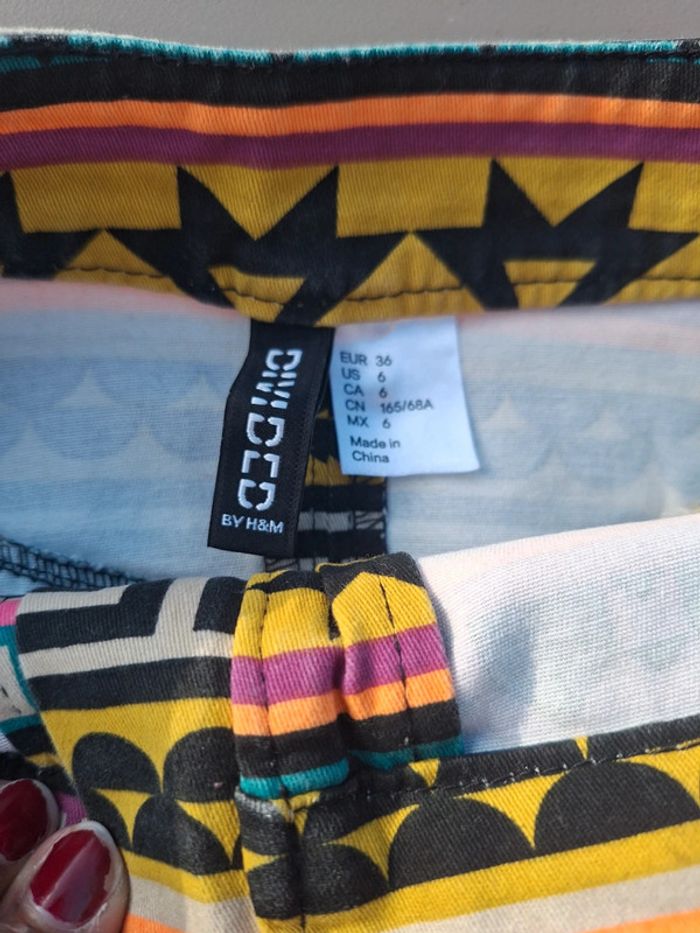 DIVIDED
BY H&M
EUR 36
US 6
CA 6
CN 165/68A
MX 6
Made in
China